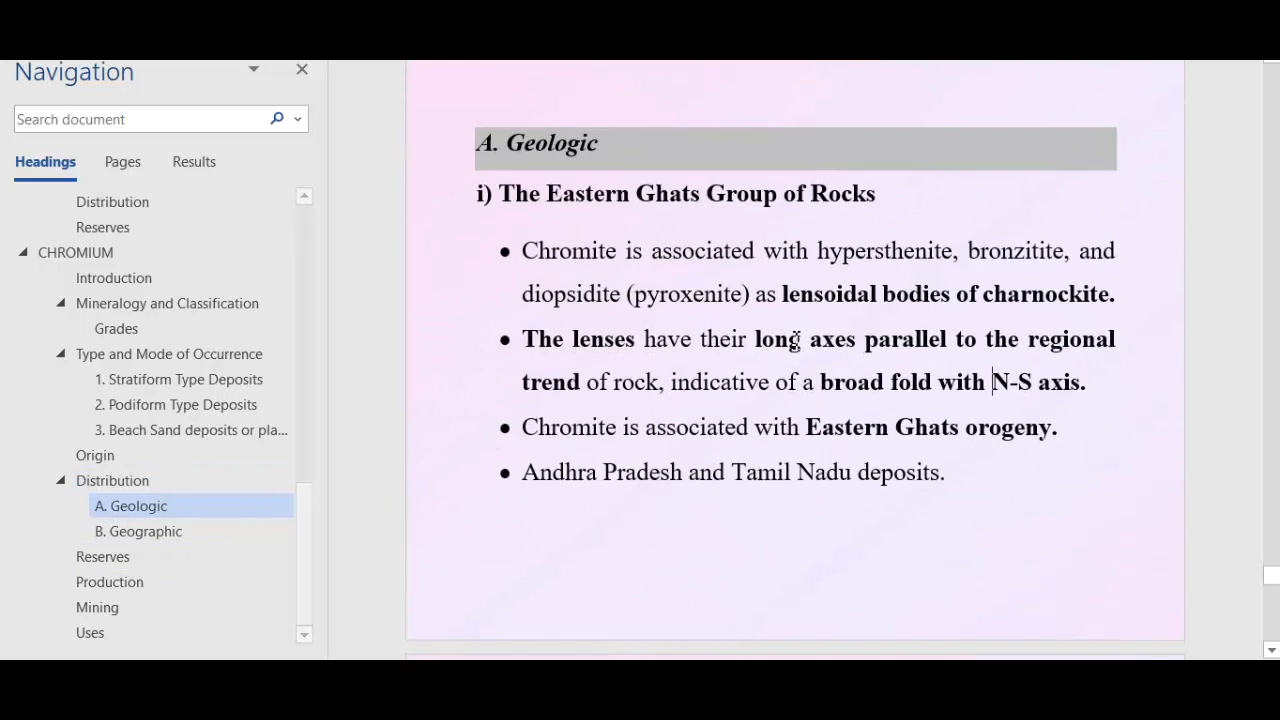 Navigation
Search document
Headings Pages Results
Distribution
Reserves
CHROMIUM
Introduction
Mineralogy and Classification
Grades
Type and Mode of Occurrence
1. Stratiform Type Deposits
2. Podiform Type Deposits
3. Beach Sand deposits or pla...
Origin
Distribution
A. Geologic
B. Geographic
Reserves
Production
Mining
Uses
A. Geologic
i) The Eastern Ghats Group of Rocks
• Chromite is associated with hypersthenite, bronzitite, and
diopsidite (pyroxenite) as lensoidal bodies of charnockite.
• The lenses have their long axes parallel to the regional
trend of rock, indicative of a broad fold with N-S axis.
• Chromite is associated with Eastern Ghats orogeny.
• Andhra Pradesh and Tamil Nadu deposits.